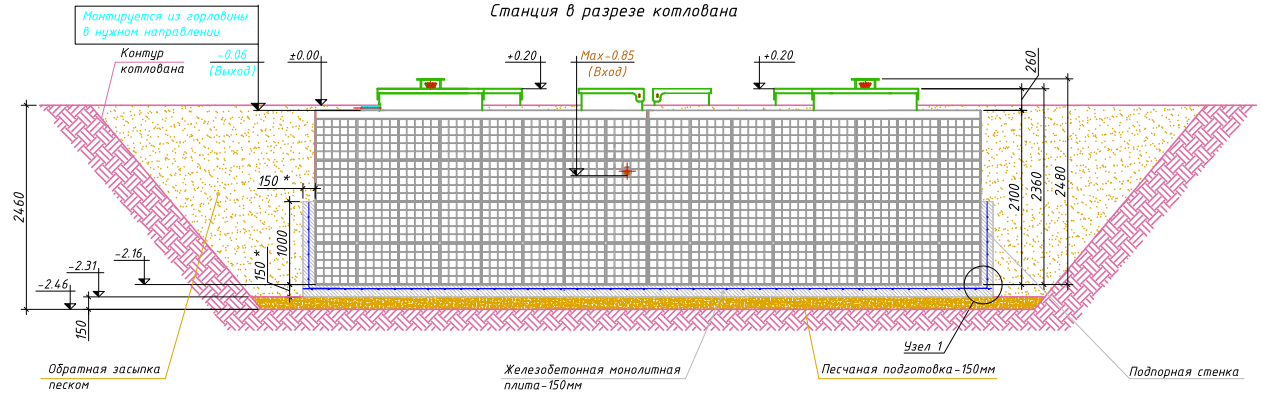 Станция в разрезе котлована
Монтируется из горловины
в нужном направлении
Контур
котлована
-0.06
(Выход)
±0.00
+0.20
Max-0.85
(Вход)
+0.20
260
2460
150 *
1000
150 *
2100
2360
2480
-2.16
-2.31
-2.46
150
Узел 1
Обратная засыпка
песком
Железобетонная монолитная
плита-150мм
Песчаная подготовка-150мм
Подпорная стенка